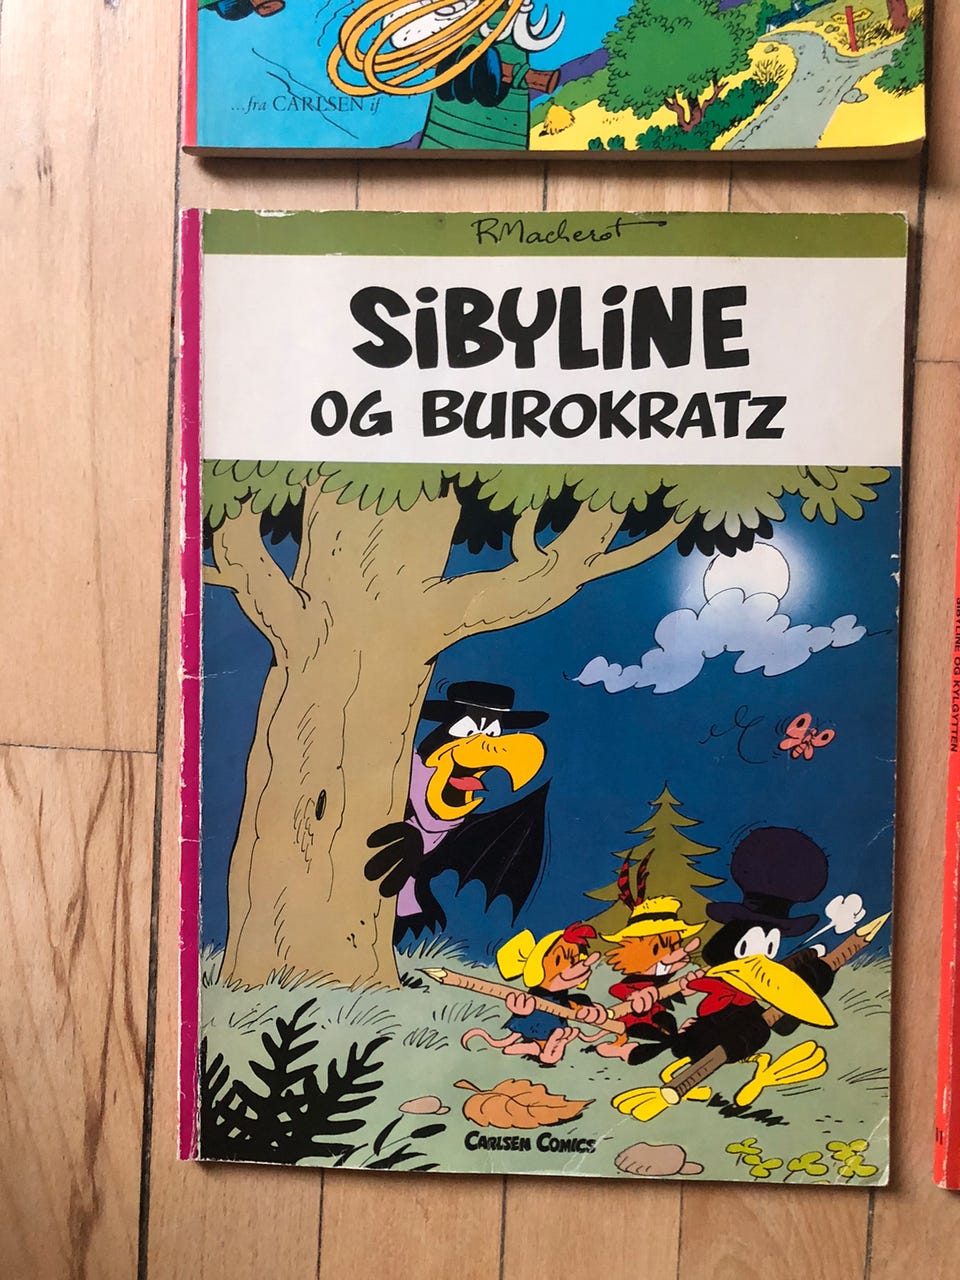 ...fra CARLSEN if
RMacherot
SiBYLiNE
OG BUROKRATZ
CARLSEN COMICS
SIBYLINE OG KYLGYTTEN